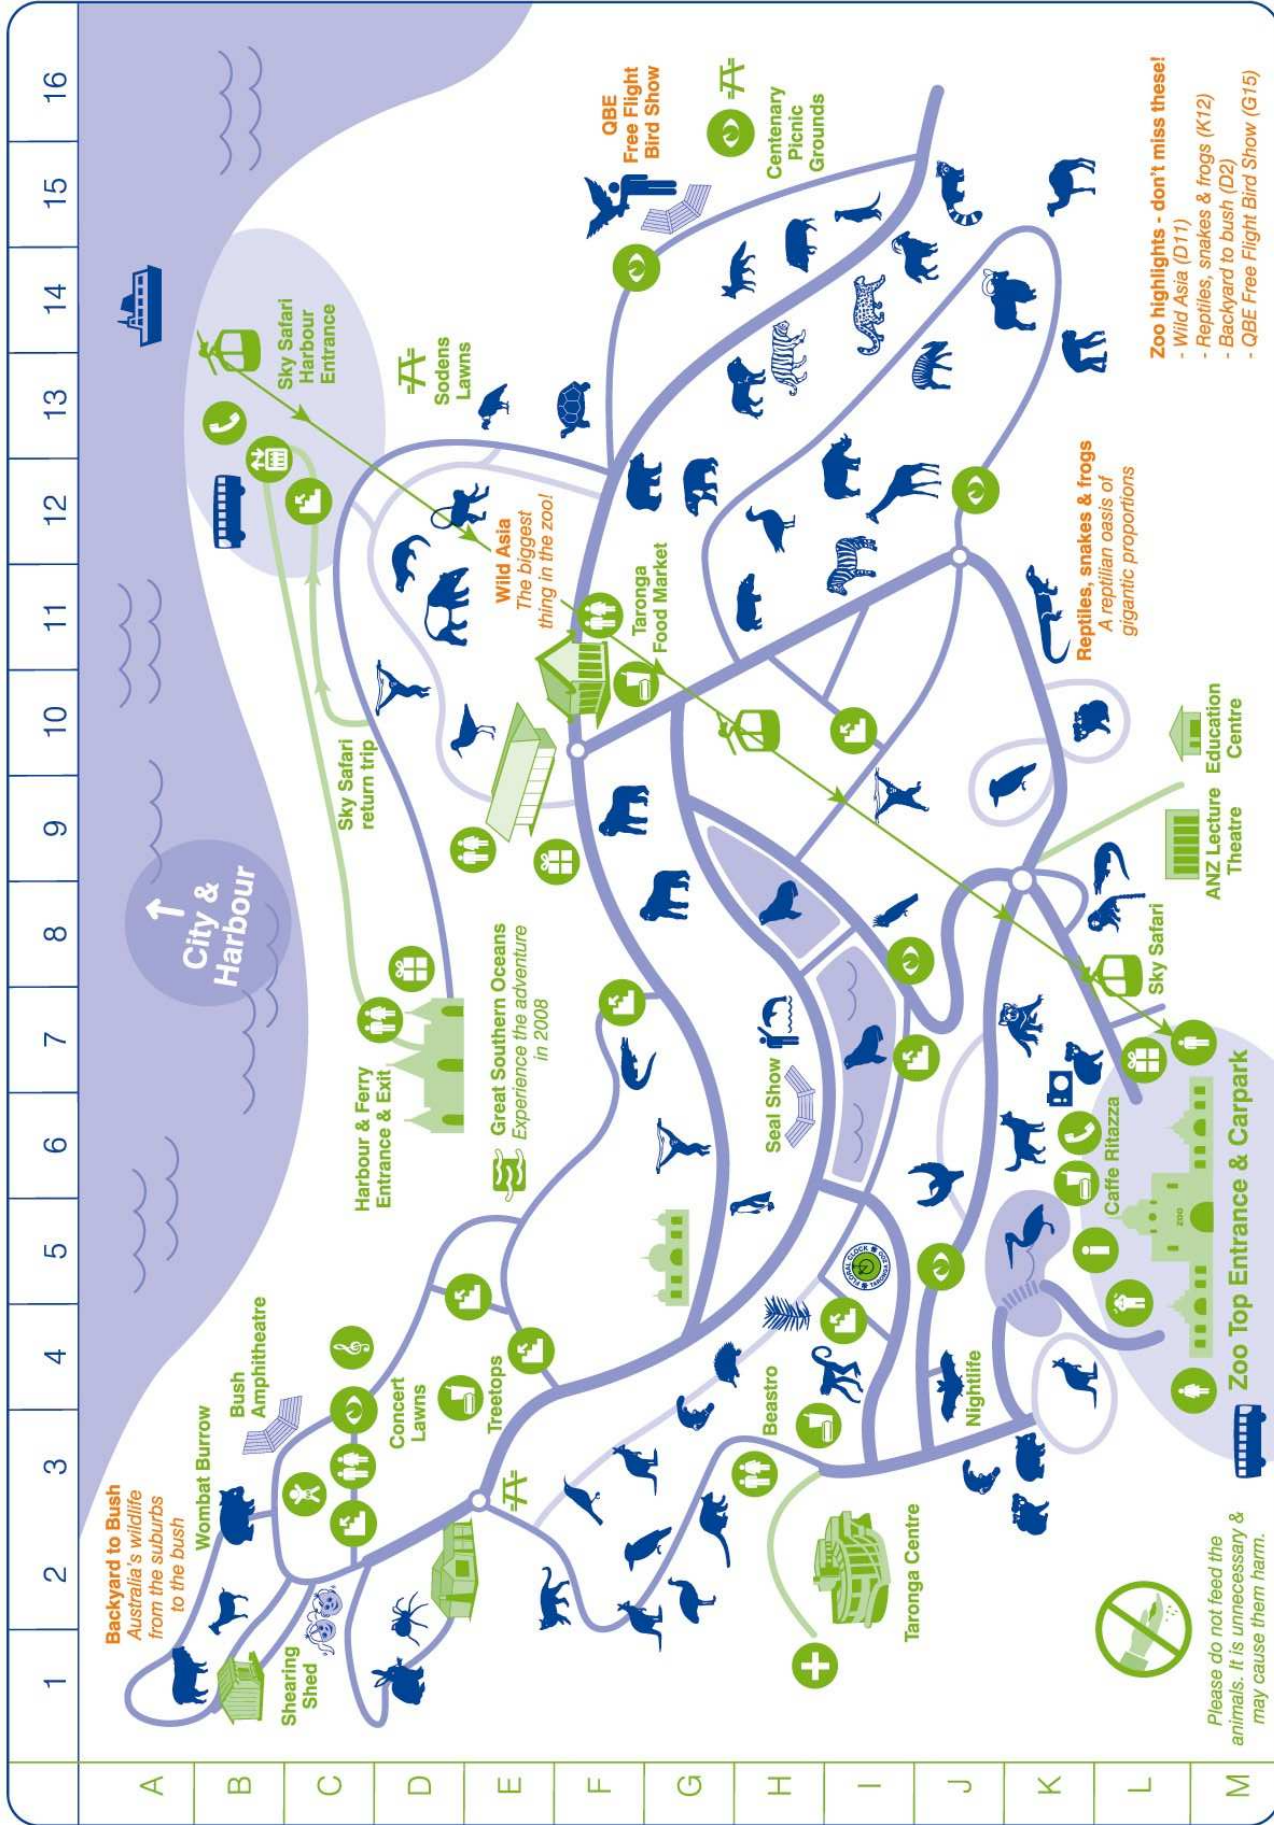 1
2
3
4
5
6
7
8
9
10
11
12
13
14
15
16
A
B
C
D
E
F
G
H
I
J
K
L
M
City &
Harbour
Backyard to Bush
Australia's wildlife
from the suburbs
to the bush
Wombat Burrow
Bush
Amphitheatre
Shearing
Shed
Concert
Lawns
Treetops
Harbour & Ferry
Entrance & Exit
Great Southern Oceans
Experience the adventure
in 2008
Sky Safari
return trip
Sky Safari
Harbour
Entrance
Sodens
Lawns
Wild Asia
The biggest
thing in the zoo!
Taronga
Food Market
QBE
Free Flight
Bird Show
Centenary
Picnic
Grounds
Seal Show
Beastro
FLORAL CLOCK
TARONGA ZOO
Taronga Centre
Nightlife
Caffe Ritazza
i
ZOO
Zoo Top Entrance & Carpark
Sky Safari
ANZ Lecture
Theatre
Education
Centre
Reptiles, snakes & frogs
A reptilian oasis of
gigantic proportions
Zoo highlights - don't miss these!
- Wild Asia (D11)
- Reptiles, snakes & frogs (K12)
- Backyard to bush (D2)
- QBE Free Flight Bird Show (G15)
Please do not feed the
animals. It is unnecessary &
may cause them harm.